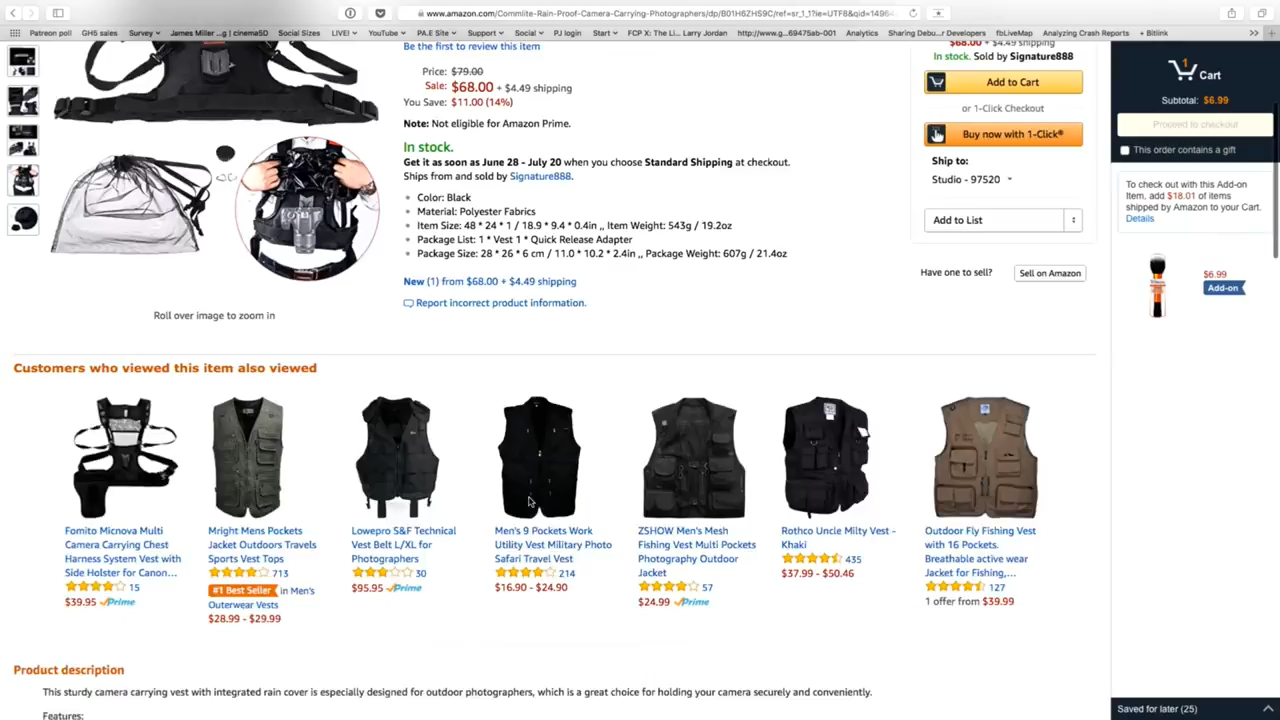 www.amazon.com/Commlite-Rain-Proof-Camera-Carrying-Photographers/dp/B01H6ZHS9C/ref=sr_1_1?ie=UTF8&qid=14964...
Patreon poll GH5 sales Survey James Miller ...g | cinema5D Social Sizes LIVE! YouTube PA.E Site Support Social PJ login Start FCP X: The Li... Larry Jordan http://www.g...69475ab-001 Analytics Sharing Debu...r Developers fbLiveMap Analyzing Crash Reports + Bitlink
Be the first to review this item
Price: $79.00
Sale: $68.00 + $4.49 shipping
You Save: $11.00 (14%)
Note: Not eligible for Amazon Prime.
In stock.
Get it as soon as June 28 - July 20 when you choose Standard Shipping at checkout.
Ships from and sold by Signature888.
Color: Black
Material: Polyester Fabrics
Item Size: 48 * 24 * 1 / 18.9 * 9.4 * 0.4in ,, Item Weight: 543g / 19.2oz
Package List: 1 * Vest 1 * Quick Release Adapter
Package Size: 28 * 26 * 6 cm / 11.0 * 10.2 * 2.4in ,, Package Weight: 607g / 21.4oz
New (1) from $68.00 + $4.49 shipping
Report incorrect product information.
Roll over image to zoom in
$68.00 + $4.49 shipping
In stock. Sold by Signature888
Add to Cart
or 1-Click Checkout
Buy now with 1-Click®
Ship to:
Studio - 97520
Add to List
Have one to sell? Sell on Amazon
1
Cart
Subtotal: $6.99
Proceed to checkout
This order contains a gift
To check out with this Add-on
Item, add $18.01 of items
shipped by Amazon to your Cart.
Details
$6.99
Add-on
Customers who viewed this item also viewed
Fomito Micnova Multi
Camera Carrying Chest
Harness System Vest with
Side Holster for Canon...
15
$39.95 Prime
Mright Mens Pockets
Jacket Outdoors Travels
Sports Vest Tops
713
#1 Best Seller in Men's
Outerwear Vests
$28.99 - $29.99
Lowepro S&F Technical
Vest Belt L/XL for
Photographers
30
$95.95 Prime
Men's 9 Pockets Work
Utility Vest Military Photo
Safari Travel Vest
214
$16.90 - $24.90
ZSHOW Men's Mesh
Fishing Vest Multi Pockets
Photography Outdoor
Jacket
57
$24.99 Prime
Rothco Uncle Milty Vest -
Khaki
435
$37.99 - $50.46
Outdoor Fly Fishing Vest
with 16 Pockets.
Breathable active wear
Jacket for Fishing,...
127
1 offer from $39.99
Product description
This sturdy camera carrying vest with integrated rain cover is especially designed for outdoor photographers, which is a great choice for holding your camera securely and conveniently.
Features:
Saved for later (25)